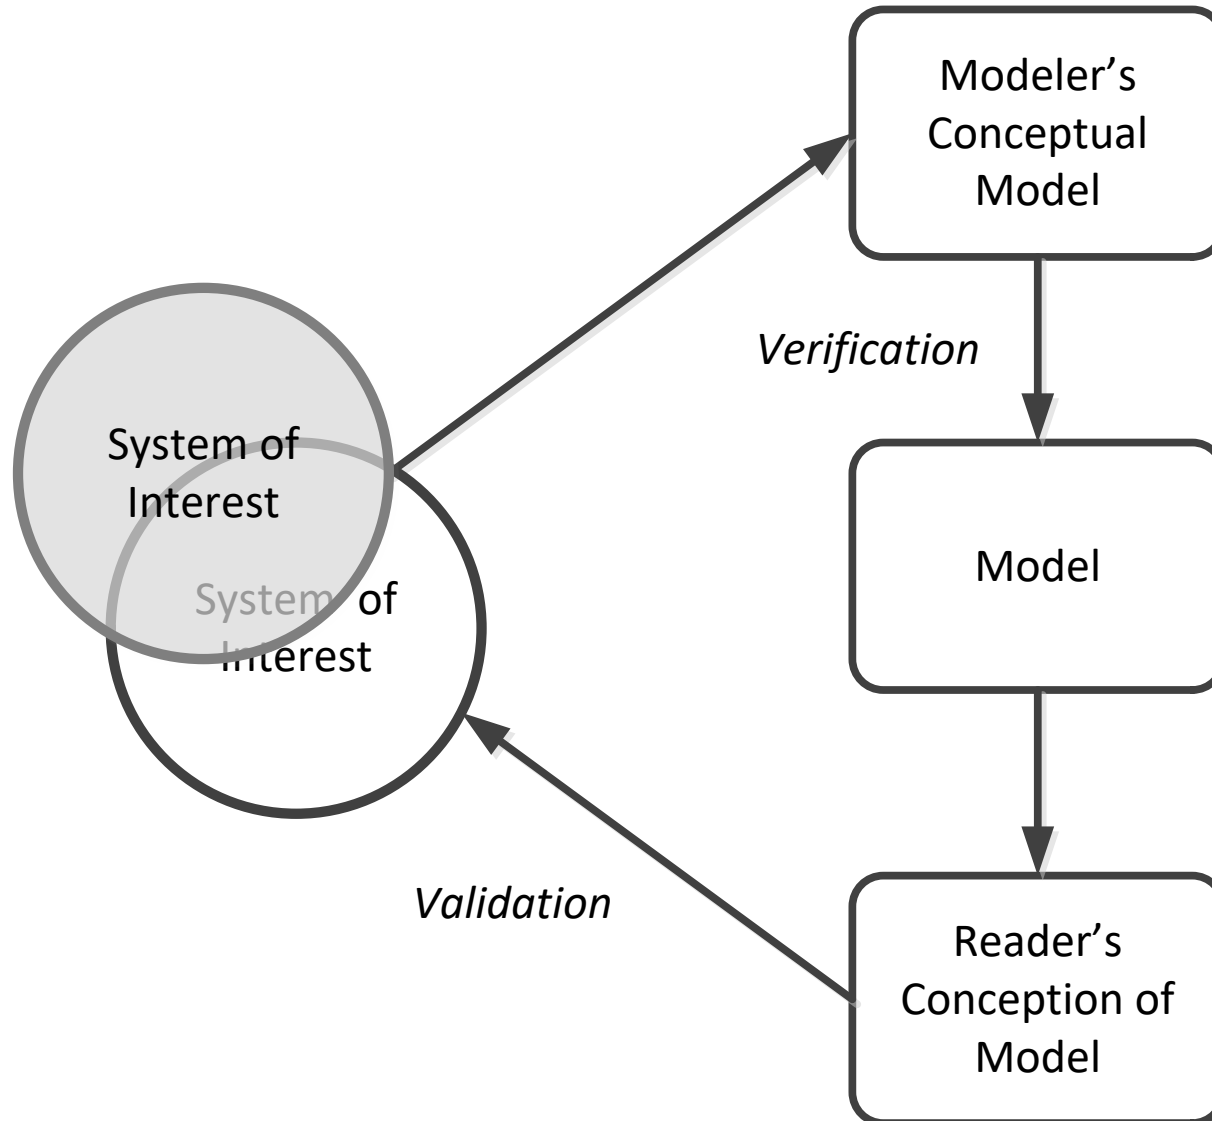 Modeler’s
Conceptual
Model
Verification
System of
Interest
Model
System of
Interest
Validation
Reader’s
Conception of
Model